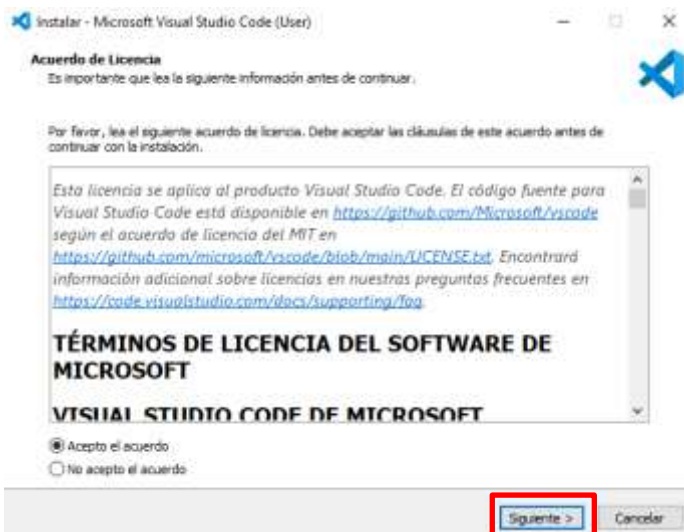 Instalar - Microsoft Visual Studio Code (User)
Acuerdo de Licencia
Es importante que lea la siguiente información antes de continuar.
Por favor, lea el siguiente acuerdo de licencia. Debe aceptar las cláusulas de este acuerdo antes de
continuar con la instalación.
Esta licencia se aplica al producto Visual Studio Code. El código fuente para
Visual Studio Code está disponible en https://github.com/Microsoft/vscode
según el acuerdo de licencia del MIT en
https://github.com/microsoft/vscode/blob/main/LICENSE.txt. Encontrará
información adicional sobre licencias en nuestras preguntas frecuentes en
https://code.visualstudio.com/docs/supporting/faq.
TÉRMINOS DE LICENCIA DEL SOFTWARE DE
MICROSOFT
VISUAL STUDIO CODE DE MICROSOFT
Acepto el acuerdo
No acepto el acuerdo
Siguiente >
Cancelar